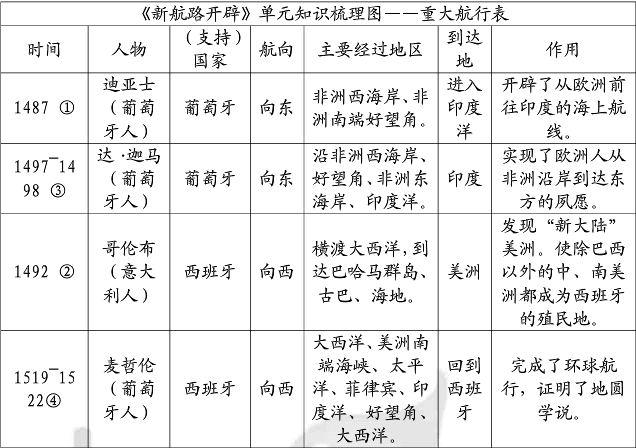 《新航路开辟》单元知识梳理图——重大航行表
时间
人物
（支持）
国家
航向
主要经过地区
到达
地
作用
1487 ①
迪亚士
（葡萄
牙人）
葡萄牙
向东
非洲西海岸、非
洲南端好望角。
进入
印度
洋
开辟了从欧洲前
往印度的海上航
线。
1497¯14
98 ③
达·迦马
（葡萄
牙人）
葡萄牙
向东
沿非洲西海岸、
好望角、非洲东
海岸、印度洋。
印度
实现了欧洲人从
非洲沿岸到达东
方的夙愿。
1492 ②
哥伦布
（意大
利人）
西班牙
向西
横渡大西洋，到
达巴哈马群岛、
古巴、海地。
美洲
发现“新大陆”
美洲。使除巴西
以外的中、南美
洲都成为西班牙
的殖民地。
1519¯15
22④
麦哲伦
（葡萄
牙人）
西班牙
向西
大西洋、美洲南
端海峡、太平
洋、菲律宾、印
度洋、好望角、
大西洋。
回到
西班
牙
完成了环球航
行，证明了地圆
学说。